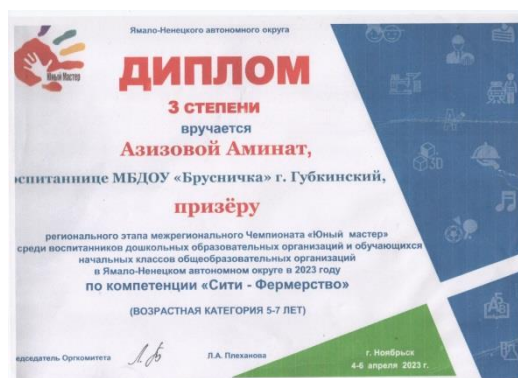 Юный Мастер
Ямало-Ненецкого автономного округа
ДИПЛОМ
3 СТЕПЕНИ
вручается
Азизовой Аминат,
оспитаннице МБДОУ «Брусничка» г. Губкинский,
призёру
регионального этапа межрегионального Чемпионата «Юный мастер»
среди воспитанников дошкольных образовательных организаций и обучающихся
начальных классов общеобразовательных организаций
в Ямало-Ненецком автономном округе в 2023 году
по компетенции «Сити - Фермерство»
(ВОЗРАСТНАЯ КАТЕГОРИЯ 5-7 ЛЕТ)
едседатель Оргкомитета
Л.А. Плеханова
г. Ноябрьск
4-6 апреля 2023 г.
3D